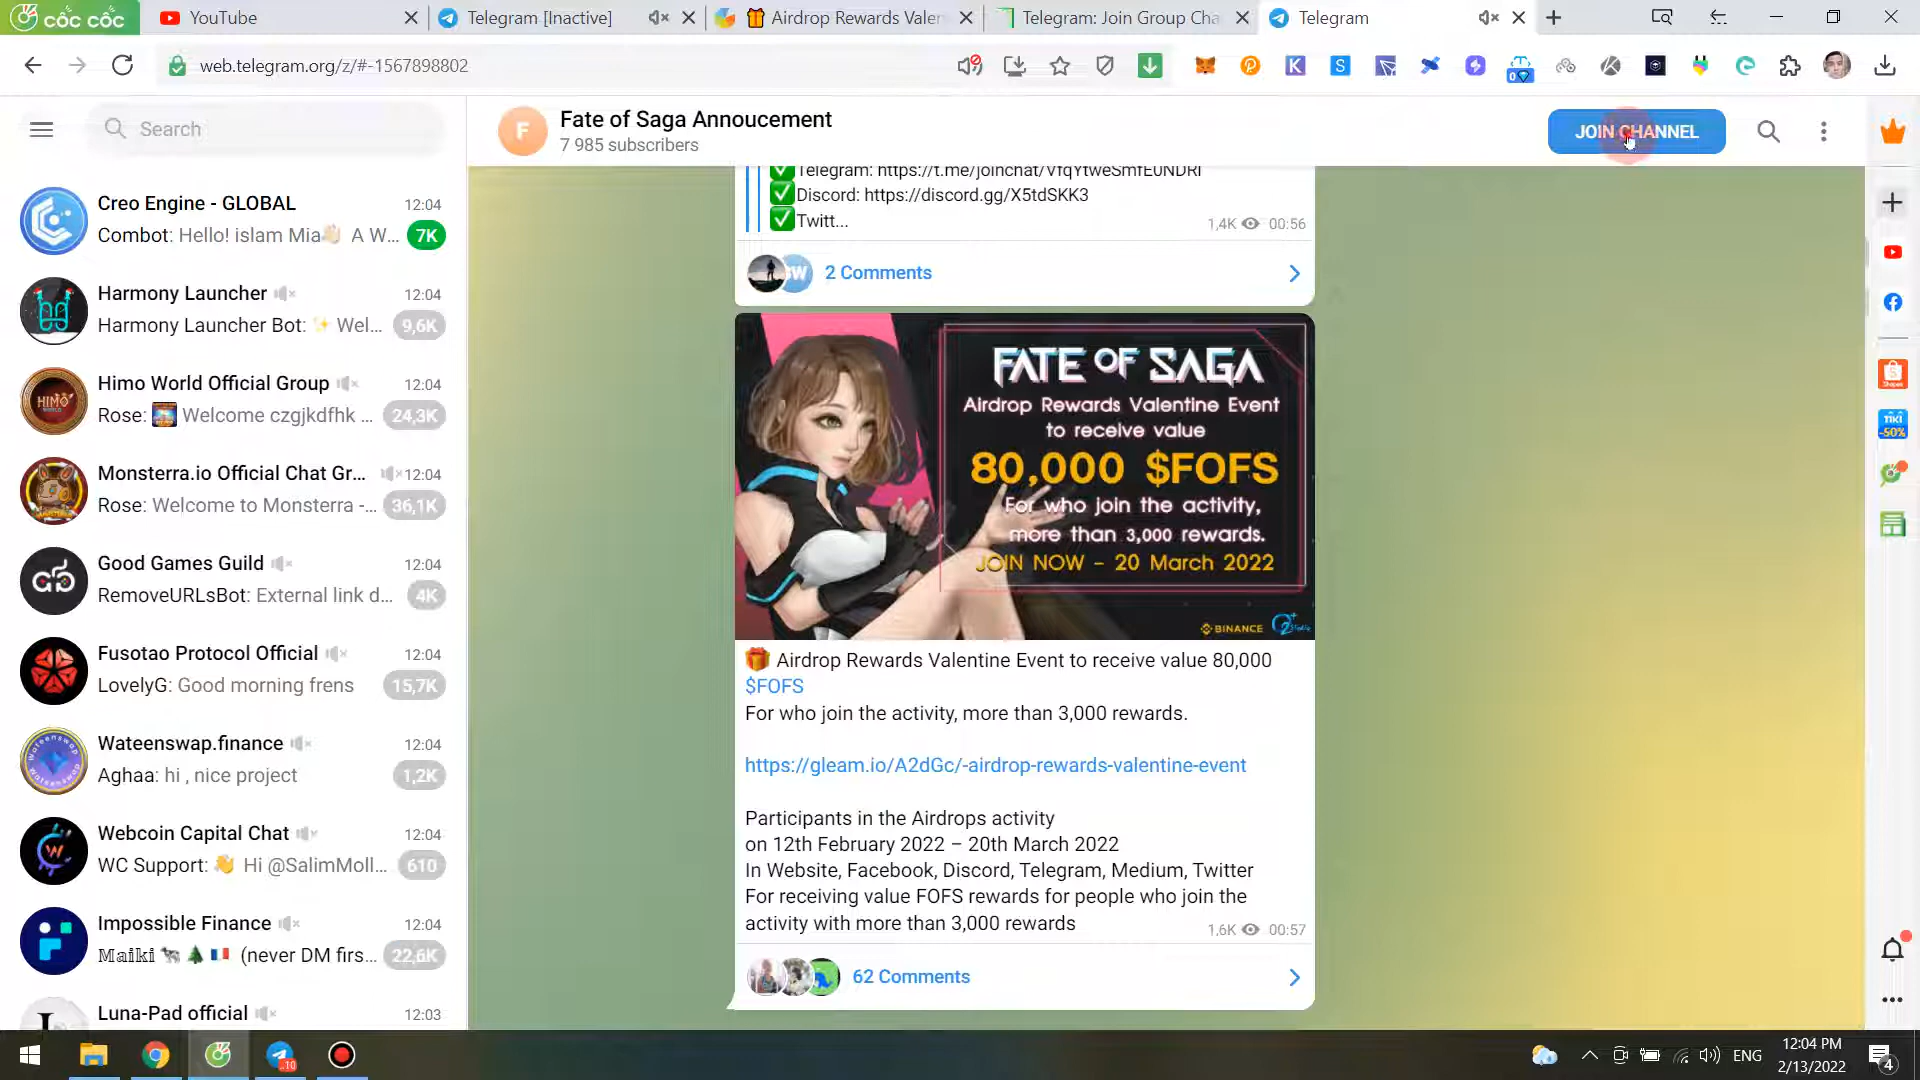 cốc cốc
YouTube
Telegram [Inactive]
Airdrop Rewards Valen
Telegram: Join Group Cha
Telegram
web.telegram.org/z/#-1567898802
Search
Fate of Saga Annoucement
7 985 subscribers
JOIN CHANNEL
Creo Engine - GLOBAL
12:04
Combot: Hello! islam Mia👋🏻 A W...
7K
Harmony Launcher
12:04
Harmony Launcher Bot: ✨ Wel...
9,6K
Himo World Official Group
12:04
Rose: Welcome czgjkdfhk ...
24,3K
Monsterra.io Official Chat Gr...
12:04
Rose: Welcome to Monsterra -...
36,1K
Good Games Guild
12:04
RemoveURLsBot: External link d...
4K
Fusotao Protocol Official
12:04
LovelyG: Good morning frens
15,7K
Wateenswap.finance
12:04
Aghaa: hi , nice project
1,2K
Webcoin Capital Chat
12:04
WC Support: 👋 Hi @SalimMoll...
610
Impossible Finance
12:04
𝕄𝕒𝕚𝕜𝕚 🐄 🌲 🇫🇷 (never DM firs...
22,6K
Luna-Pad official
12:03
✅Telegram: https://t.me/joinchat/VfqYtweSmfEUNDRl
✅Discord: https://discord.gg/X5tdSKK3
✅Twitt...
1,4K 00:56
2 Comments
FATE OF SAGA
Airdrop Rewards Valentine Event
to receive value
80,000 $FOFS
For who join the activity,
more than 3,000 rewards.
JOIN NOW - 20 March 2022
BINANCE
🎁 Airdrop Rewards Valentine Event to receive value 80,000
$FOFS
For who join the activity, more than 3,000 rewards.
https://gleam.io/A2dGc/-airdrop-rewards-valentine-event
Participants in the Airdrops activity
on 12th February 2022 – 20th March 2022
In Website, Facebook, Discord, Telegram, Medium, Twitter
For receiving value FOFS rewards for people who join the
activity with more than 3,000 rewards
1,6K 00:57
62 Comments
ENG
12:04 PM
2/13/2022
4